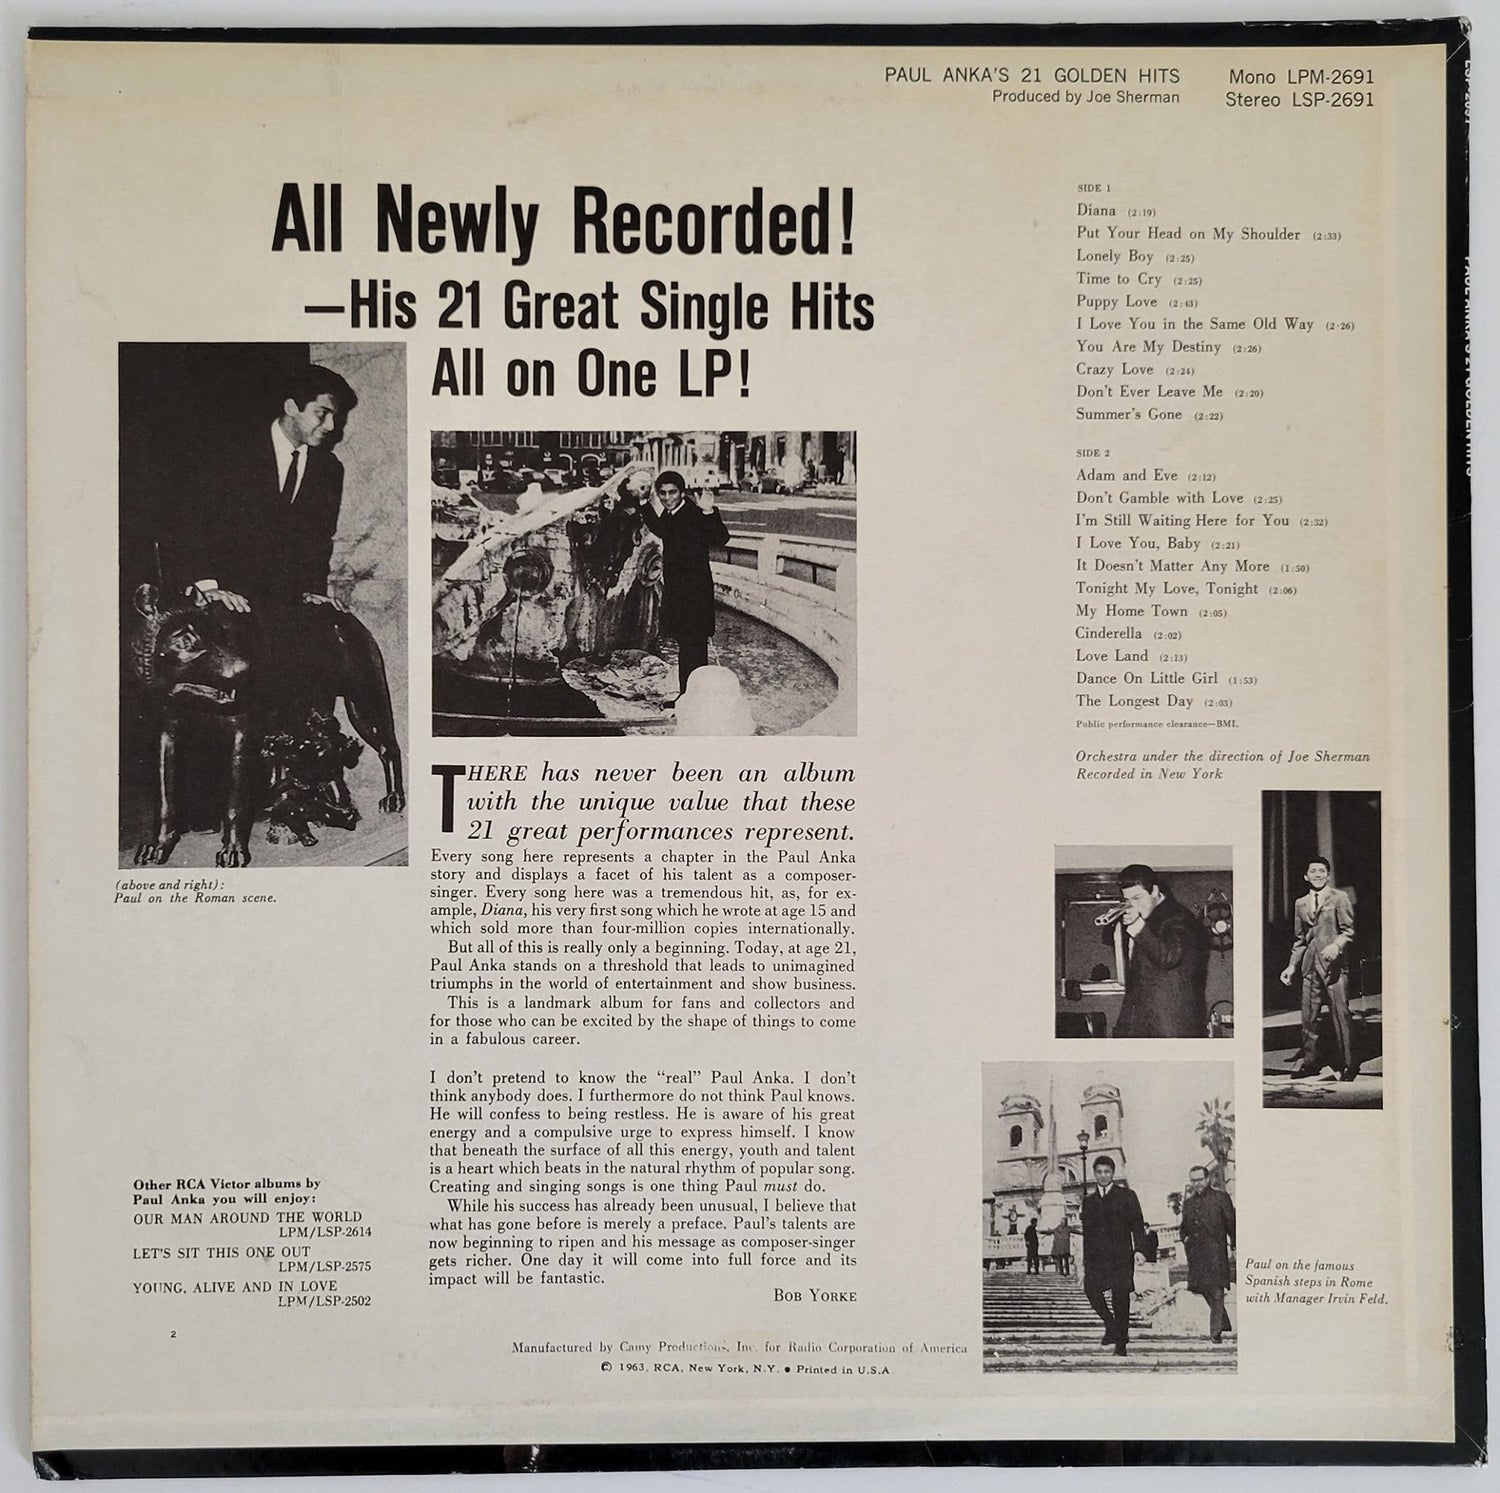 PAUL ANKA'S 21 GOLDEN HITS
Produced by Joe Sherman
Mono LPM-2691
Stereo LSP-2691
All Newly Recorded!
—His 21 Great Single Hits
All on One LP!
SIDE 1
Diana (2:19)
Put Your Head on My Shoulder (2:33)
Lonely Boy (2:25)
Time to Cry (2:25)
Puppy Love (2:43)
I Love You in the Same Old Way (2:26)
You Are My Destiny (2:26)
Crazy Love (2:24)
Don't Ever Leave Me (2:20)
Summer's Gone (2:22)
SIDE 2
Adam and Eve (2:12)
Don't Gamble with Love (2:25)
I'm Still Waiting Here for You (2:32)
I Love You, Baby (2:21)
It Doesn't Matter Any More (1:50)
Tonight My Love, Tonight (2:06)
My Home Town (2:05)
Cinderella (2:02)
Love Land (2:13)
Dance On Little Girl (1:53)
The Longest Day (2:03)
Public performance clearance—BMI.
Orchestra under the direction of Joe Sherman
Recorded in New York
(above and right):
Paul on the Roman scene.
THERE has never been an album
with the unique value that these
21 great performances represent.
Every song here represents a chapter in the Paul Anka
story and displays a facet of his talent as a composer-
singer. Every song here was a tremendous hit, as, for ex-
ample, Diana, his very first song which he wrote at age 15 and
which sold more than four-million copies internationally.
But all of this is really only a beginning. Today, at age 21,
Paul Anka stands on a threshold that leads to unimagined
triumphs in the world of entertainment and show business.
This is a landmark album for fans and collectors and
for those who can be excited by the shape of things to come
in a fabulous career.
I don't pretend to know the "real" Paul Anka. I don't
think anybody does. I furthermore do not think Paul knows.
He will confess to being restless. He is aware of his great
energy and a compulsive urge to express himself. I know
that beneath the surface of all this energy, youth and talent
is a heart which beats in the natural rhythm of popular song.
Creating and singing songs is one thing Paul must do.
While his success has already been unusual, I believe that
what has gone before is merely a preface. Paul's talents are
now beginning to ripen and his message as composer-singer
gets richer. One day it will come into full force and its
impact will be fantastic.
BOB YORKE
Other RCA Victor albums by
Paul Anka you will enjoy:
OUR MAN AROUND THE WORLD
LPM/LSP-2614
LET'S SIT THIS ONE OUT
LPM/LSP-2575
YOUNG, ALIVE AND IN LOVE
LPM/LSP-2502
2
Paul on the famous
Spanish steps in Rome
with Manager Irvin Feld.
Manufactured by Camy Productions, Inc. for Radio Corporation of America
© 1963, RCA, New York, N.Y. • Printed in U.S.A.
LSP-2691
PAUL ANKA'S 21 GOLDEN HITS